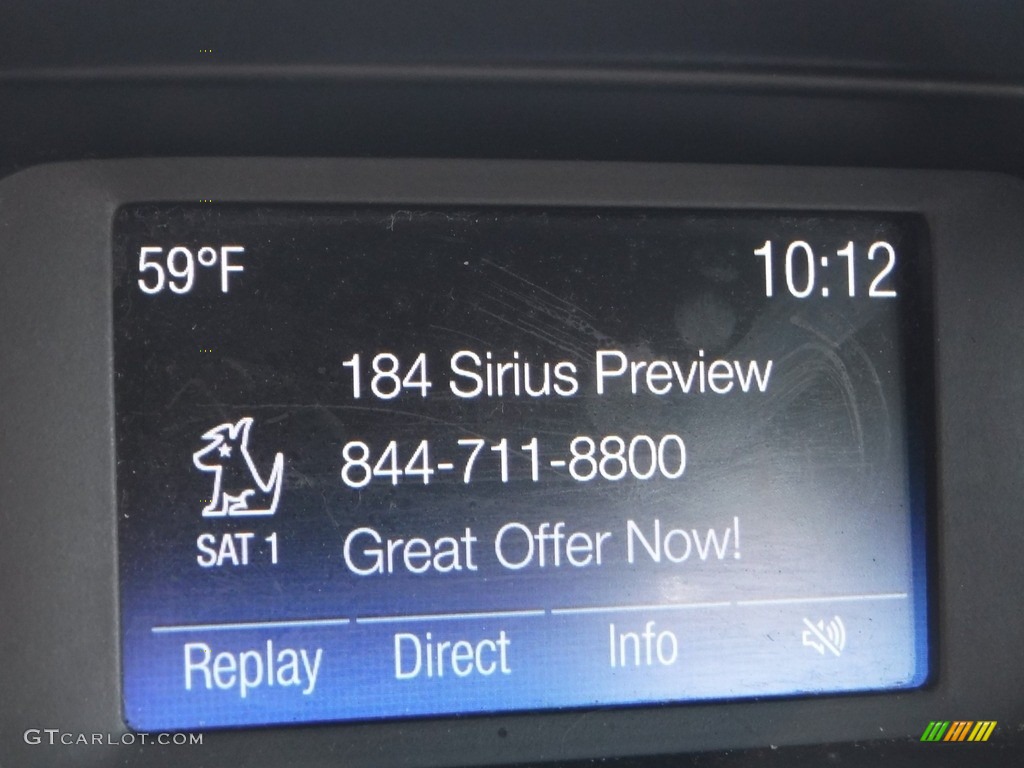 59°F 10:12
184 Sirius Preview
844-711-8800
SAT 1 Great Offer Now!
Replay Direct Info
GTCARLOT.COM